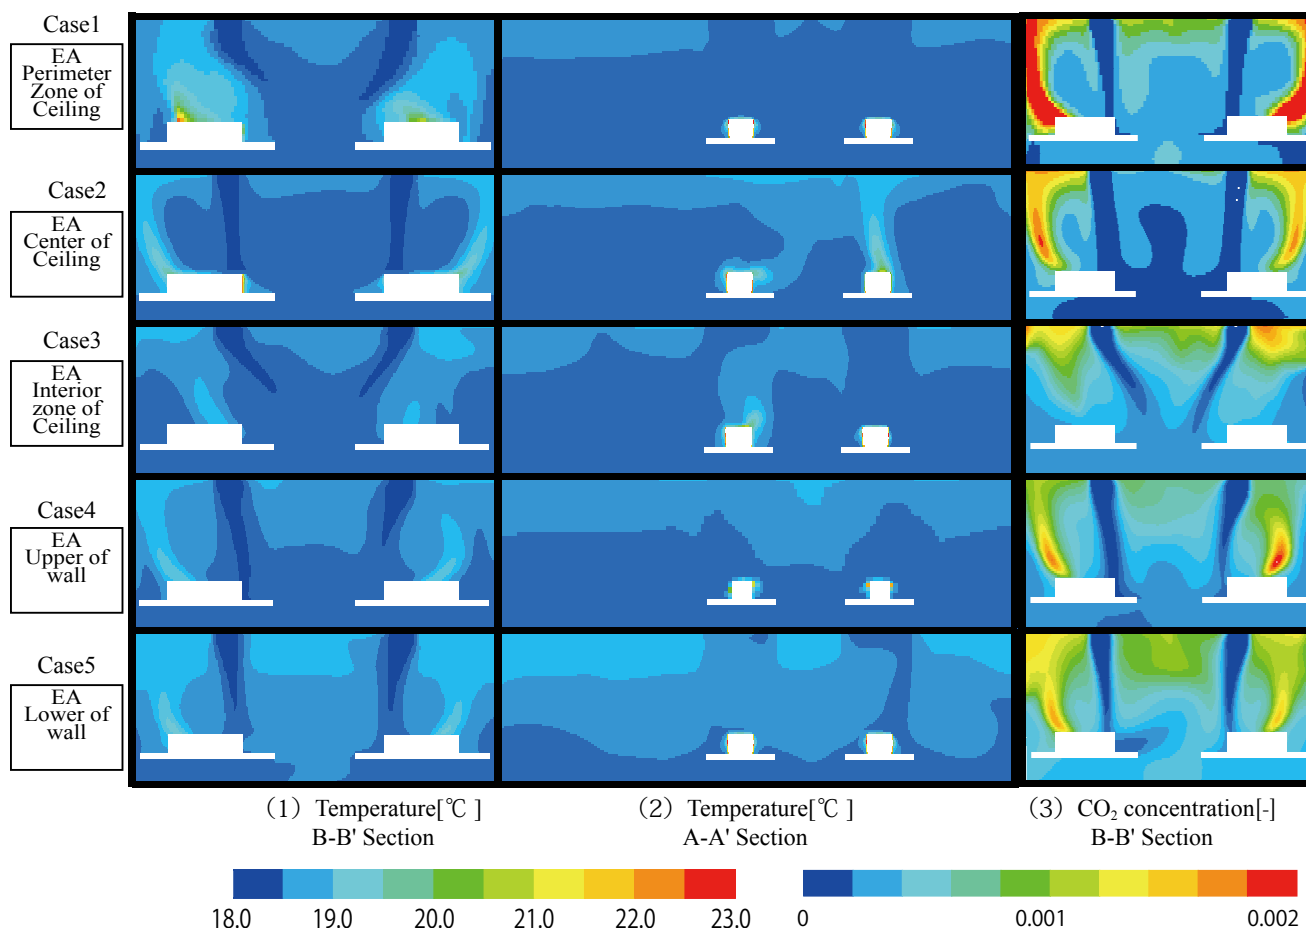 Case1
EA
Perimeter
Zone of
Ceiling
Case2
EA
Center of
Ceiling
Case3
EA
Interior
zone of
Ceiling
Case4
EA
Upper of
wall
Case5
EA
Lower of
wall
(1) Temperature[℃ ]
B-B' Section
(2) Temperature[℃ ]
A-A' Section
(3) CO₂ concentration[-]
B-B' Section
18.0 19.0 20.0 21.0 22.0 23.0
0 0.001 0.002